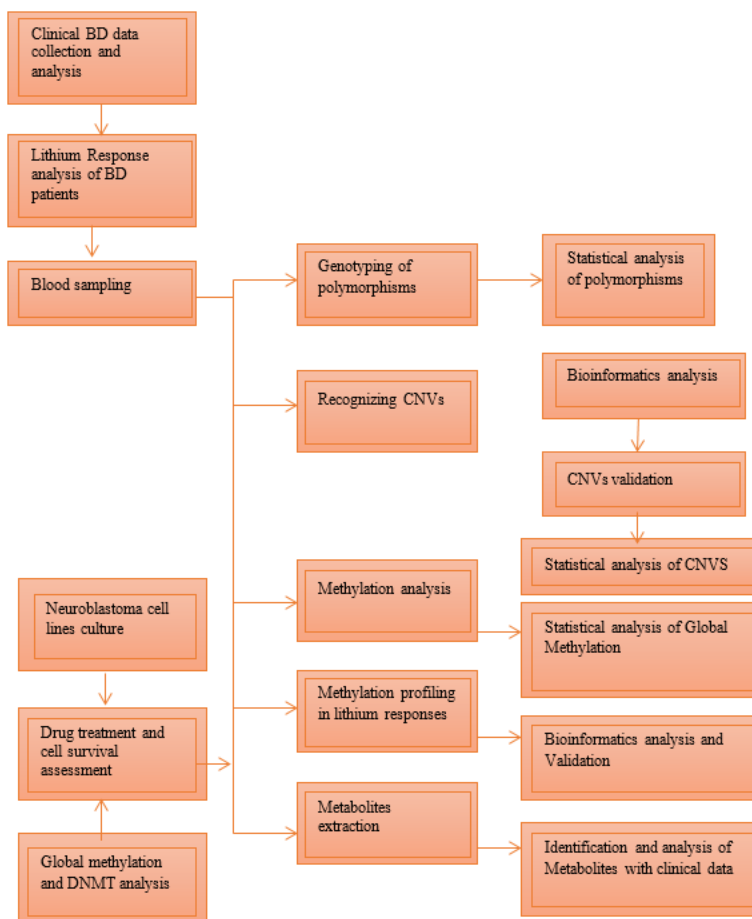 Clinical BD data
collection and
analysis
Lithium Response
analysis of BD
patients
Blood sampling
Genotyping of
polymorphisms
Statistical analysis
of polymorphisms
Recognizing CNVs
Bioinformatics analysis
CNVs validation
Statistical analysis of CNVS
Methylation analysis
Statistical analysis of Global
Methylation
Neuroblastoma cell
lines culture
Drug treatment and
cell survival
assessment
Global methylation
and DNMT analysis
Methylation profiling
in lithium responses
Bioinformatics analysis and
Validation
Metabolites
extraction
Identification and analysis of
Metabolites with clinical data